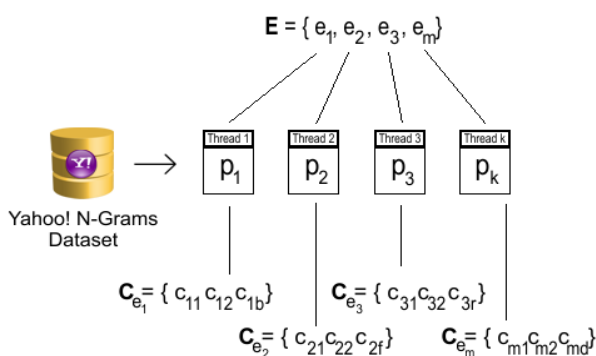 E = { e1, e2, e3, em}
Thread 1 Thread 2 Thread 3 Thread k
p1 p2 p3 pk
Y!
Yahoo! N-Grams
Dataset
Ce1= { c11 c12 c1b} Ce3= { c31 c32 c3r}
Ce2= { c21 c22 c2f} Cem= { cm1 cm2 cmd}